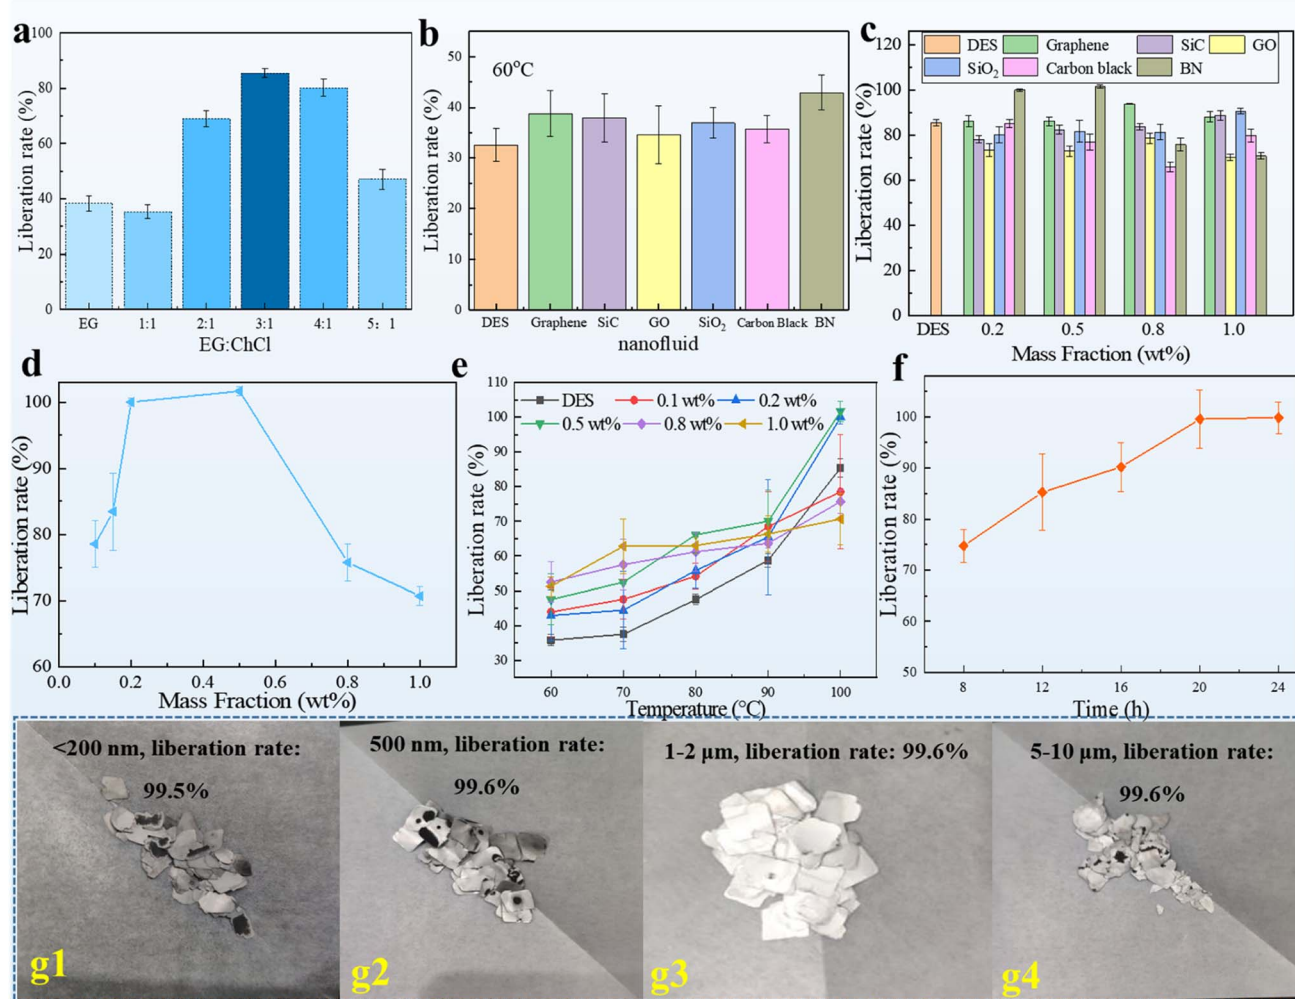 a
Liberation rate (%)
100
80
60
40
20
0
EG 1:1 2:1 3:1 4:1 5: 1
EG:ChCl
b
60°C
Liberation rate (%)
50
40
30
20
10
0
DES Graphene SiC GO SiO₂ Carbon Black BN
nanofluid
c
DES Graphene SiC GO
SiO₂ Carbon black BN
Liberation rate (%)
120
100
80
60
40
20
0
DES 0.2 0.5 0.8 1.0
Mass Fraction (wt%)
d
Liberation rate (%)
100
90
80
70
60
0.0 0.2 0.4 0.6 0.8 1.0
Mass Fraction (wt%)
e
DES 0.1 wt% 0.2 wt%
0.5 wt% 0.8 wt% 1.0 wt%
Liberation rate (%)
110
100
90
80
70
60
50
40
30
60 70 80 90 100
Temperature (°C)
f
Liberation rate (%)
100
90
80
70
60
50
8 12 16 20 24
Time (h)
<200 nm, liberation rate:
99.5%
g1
500 nm, liberation rate:
99.6%
g2
1-2 μm, liberation rate: 99.6%
g3
5-10 μm, liberation rate:
99.6%
g4